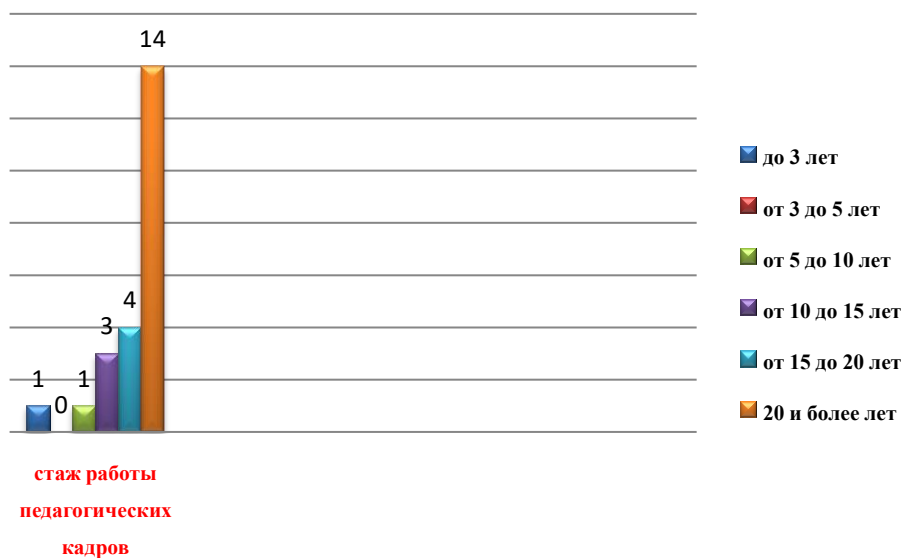 14
4
3
1
1
0
до 3 лет
от 3 до 5 лет
от 5 до 10 лет
от 10 до 15 лет
от 15 до 20 лет
20 и более лет
стаж работы
педагогических
кадров